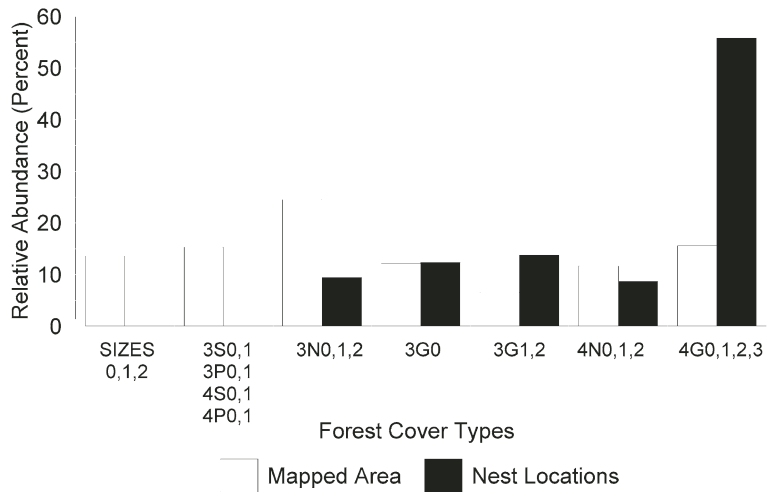 Relative Abundance (Percent)
60
50
40
30
20
10
0
SIZES
0,1,2
3S0,1
3P0,1
4S0,1
4P0,1
3N0,1,2
3G0
3G1,2
4N0,1,2
4G0,1,2,3
Forest Cover Types
Mapped Area
Nest Locations